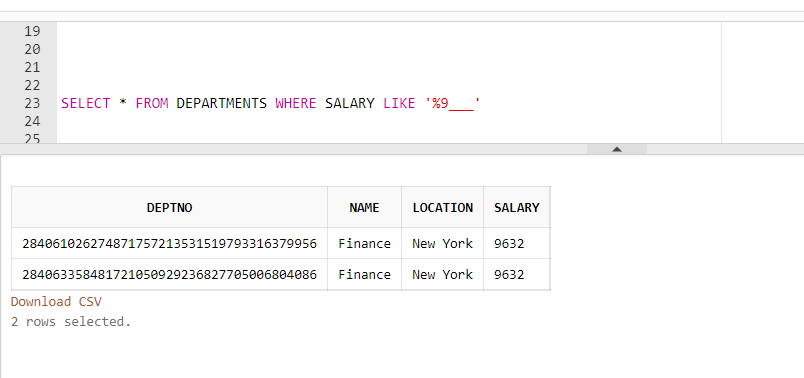 19
20
21
22
23 SELECT * FROM DEPARTMENTS WHERE SALARY LIKE '%9___'
24
25
DEPTNO NAME LOCATION SALARY
284061026274871757213531519793316379956 Finance New York 9632
284063358481721050929236827705006804086 Finance New York 9632
Download CSV
2 rows selected.